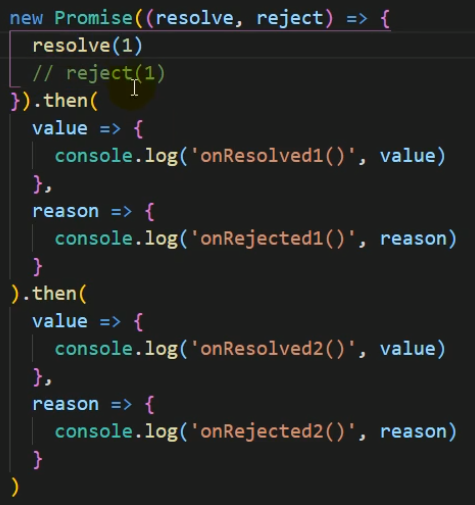 new Promise((resolve, reject) => {
  resolve(1)
  // reject(1)
}).then(
  value => {
    console.log('onResolved1()', value)
  },
  reason => {
    console.log('onRejected1()', reason)
  }
).then(
  value => {
    console.log('onResolved2()', value)
  },
  reason => {
    console.log('onRejected2()', reason)
  }
)